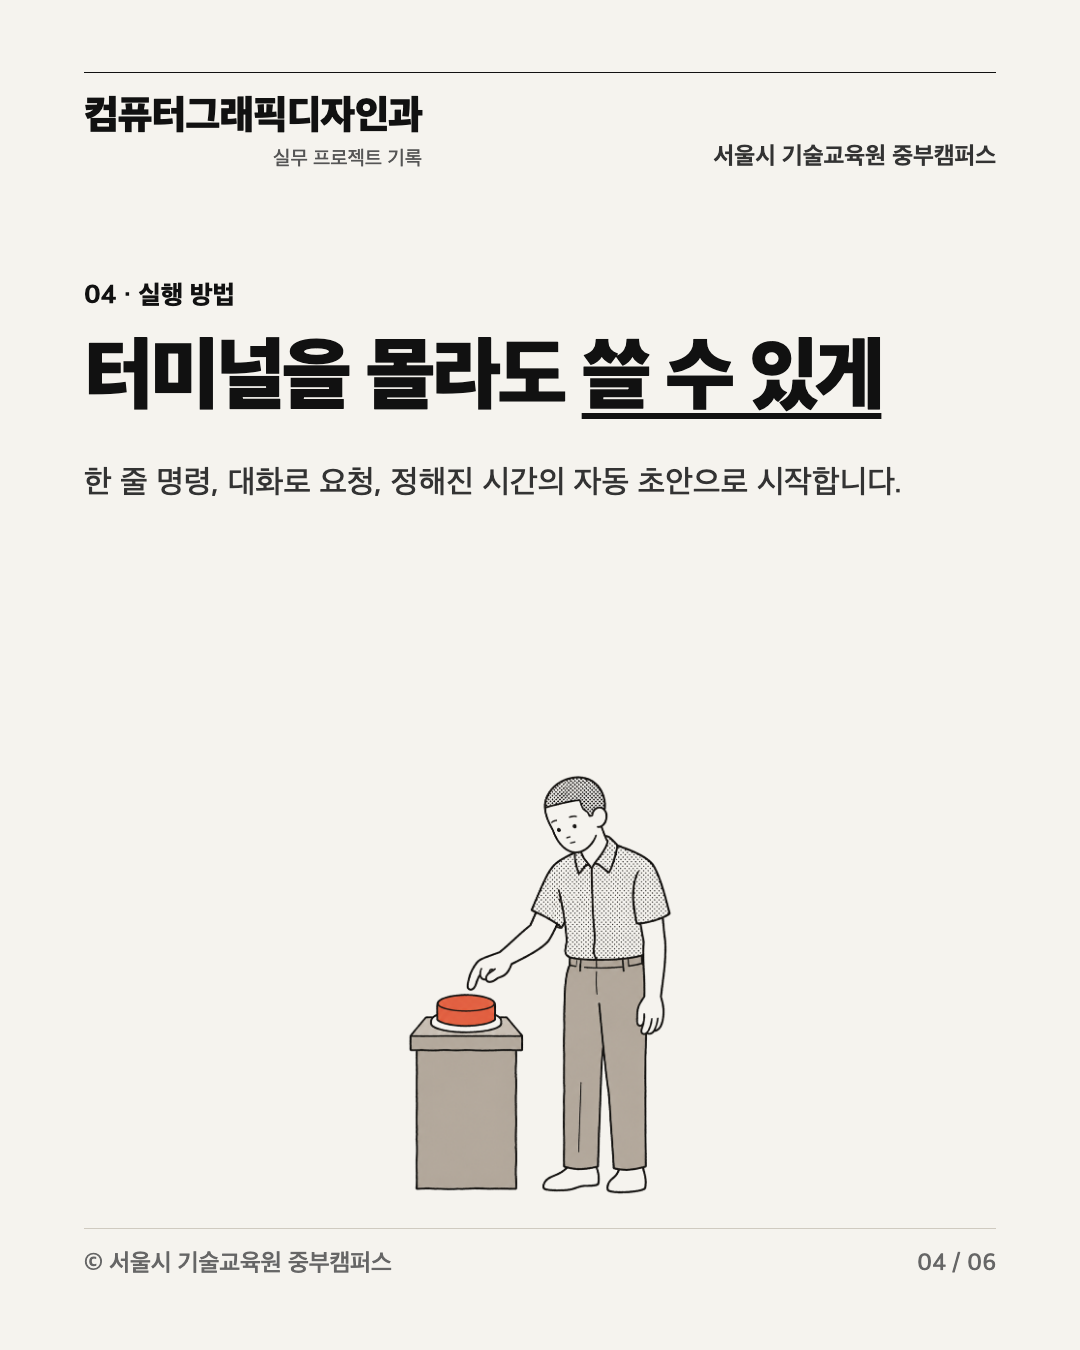 컴퓨터그래픽디자인과
실무 프로젝트 기록
서울시 기술교육원 중부캠퍼스
04 · 실행 방법
터미널을 몰라도 쓸 수 있게
한 줄 명령, 대화로 요청, 정해진 시간의 자동 초안으로 시작합니다.
© 서울시 기술교육원 중부캠퍼스
04 / 06